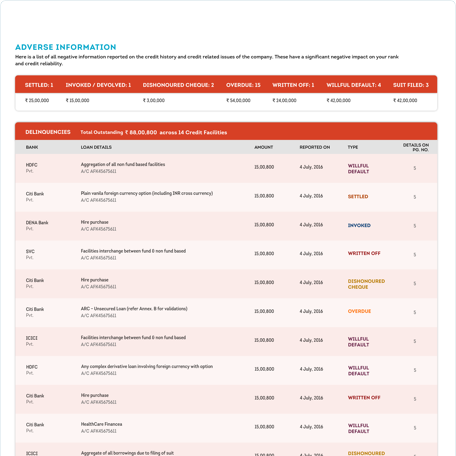 ADVERSE INFORMATION
Here is a list of all negative information reported on the credit history and credit related issues of the company. These have a significant negative impact on your rank
and credit reliability.
SETTLED: 1 INVOKED / DEVOLVED: 1 DISHONOURED CHEQUE: 2 OVERDUE: 15 WRITTEN OFF: 1 WILLFUL DEFAULT: 4 SUIT FILED: 3
₹ 15,00,000 ₹ 15,00,000 ₹ 3,00,000 ₹ 54,00,000 ₹ 14,00,000 ₹ 42,00,000 ₹ 42,00,000
DELINQUENCIES Total Outstanding ₹ 88,00,800 across 14 Credit Facilities
BANK LOAN DETAILS AMOUNT REPORTED ON TYPE DETAILS ON
PG. NO.
HDFC Aggregation of all non fund based facilities 15,00,800 4 July, 2016 WILLFUL 5
Pvt. A/C AFK45675611 DEFAULT
Citi Bank Plain vanila foreign currency option (including INR cross currency) 15,00,800 4 July, 2016 SETTLED 5
Pvt. A/C AFK45675611
DENA Bank Hire purchase 15,00,800 4 July, 2016 INVOKED 5
Pvt. A/C AFK45675611
SVC Facilities interchange between fund & non fund based 15,00,800 4 July, 2016 WRITTEN OFF 5
Pvt. A/C AFK45675611
Citi Bank Hire purchase 15,00,800 4 July, 2016 DISHONOURED 5
Pvt. A/C AFK45675611 CHEQUE
Citi Bank ARC – Unsecured Loan (refer Annex. B for validations) 15,00,800 4 July, 2016 OVERDUE 5
Pvt. A/C AFK45675611
ICICI Facilities interchange between fund & non fund based 15,00,800 4 July, 2016 WILLFUL 5
Pvt. A/C AFK45675611 DEFAULT
HDFC Any complex derivative loan involving foreign currency with option 15,00,800 4 July, 2016 WILLFUL 5
Pvt. A/C AFK45675611 DEFAULT
Citi Bank Hire purchase 15,00,800 4 July, 2016 WRITTEN OFF 5
Pvt. A/C AFK45675611
Citi Bank HealthCare Finances 15,00,800 4 July, 2016 WILLFUL 5
Pvt. A/C AFK45675611 DEFAULT
ICICI Aggregate of all borrowings due to filing of suit 15,00,800 4 July, 2016 DISHONOURED 5